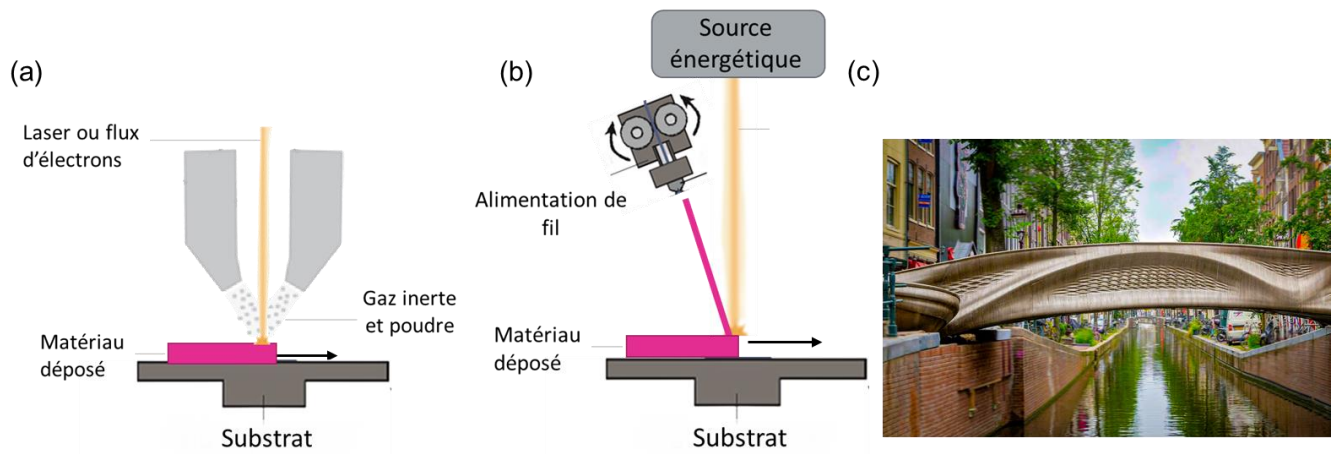 (a)
Laser ou flux
d'électrons
Gaz inerte
et poudre
Matériau
déposé
Substrat
(b)
Source
énergétique
Alimentation de
fil
Matériau
déposé
Substrat
(c)